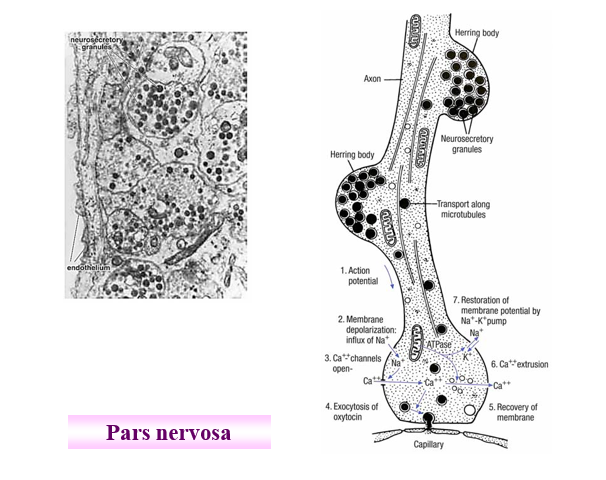 neurosecretory
granules
endothelium
Pars nervosa
Herring body
Axon
Neurosecretory
granules
Herring body
Transport along
microtubules
1. Action
potential
7. Restoration of
membrane potential by
Na⁺-K⁺pump
2. Membrane
depolarization:
influx of Na⁺
Na⁺
ATPase
K⁺
3. Ca⁺⁺channels
open-
Na⁺
6. Ca⁺⁺extrusion
Ca⁺⁺
Ca⁺⁺
Ca⁺⁺
4. Exocytosis of
oxytocin
5. Recovery of
membrane
Capillary